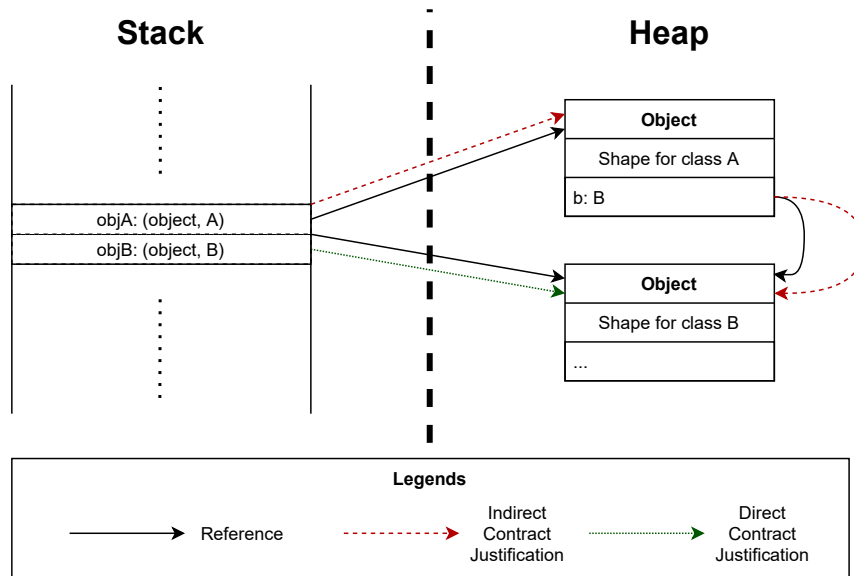 Stack
Heap
Object
Shape for class A
b: B
objA: (object, A)
objB: (object, B)
Object
Shape for class B
...
Legends
Reference
Indirect
Contract
Justification
Direct
Contract
Justification